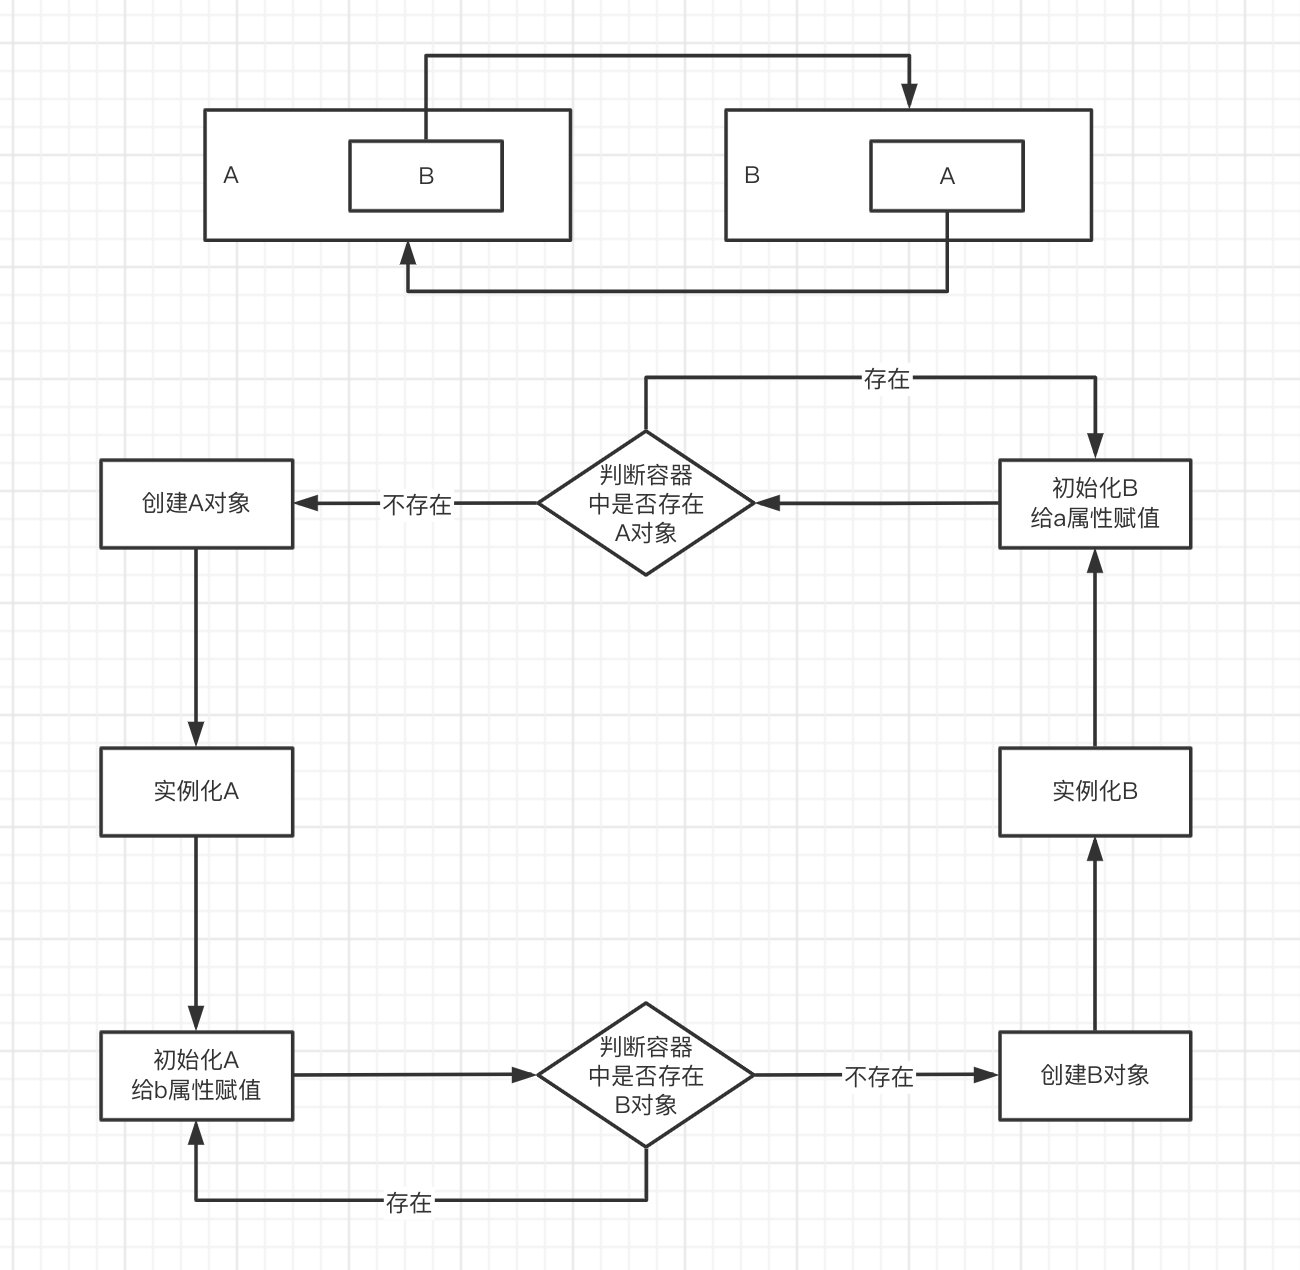 A
B
B
A
存在
创建A对象
不存在
判断容器
中是否存在
A对象
初始化B
给a属性赋值
实例化A
实例化B
初始化A
给b属性赋值
判断容器
中是否存在
B对象
不存在
创建B对象
存在